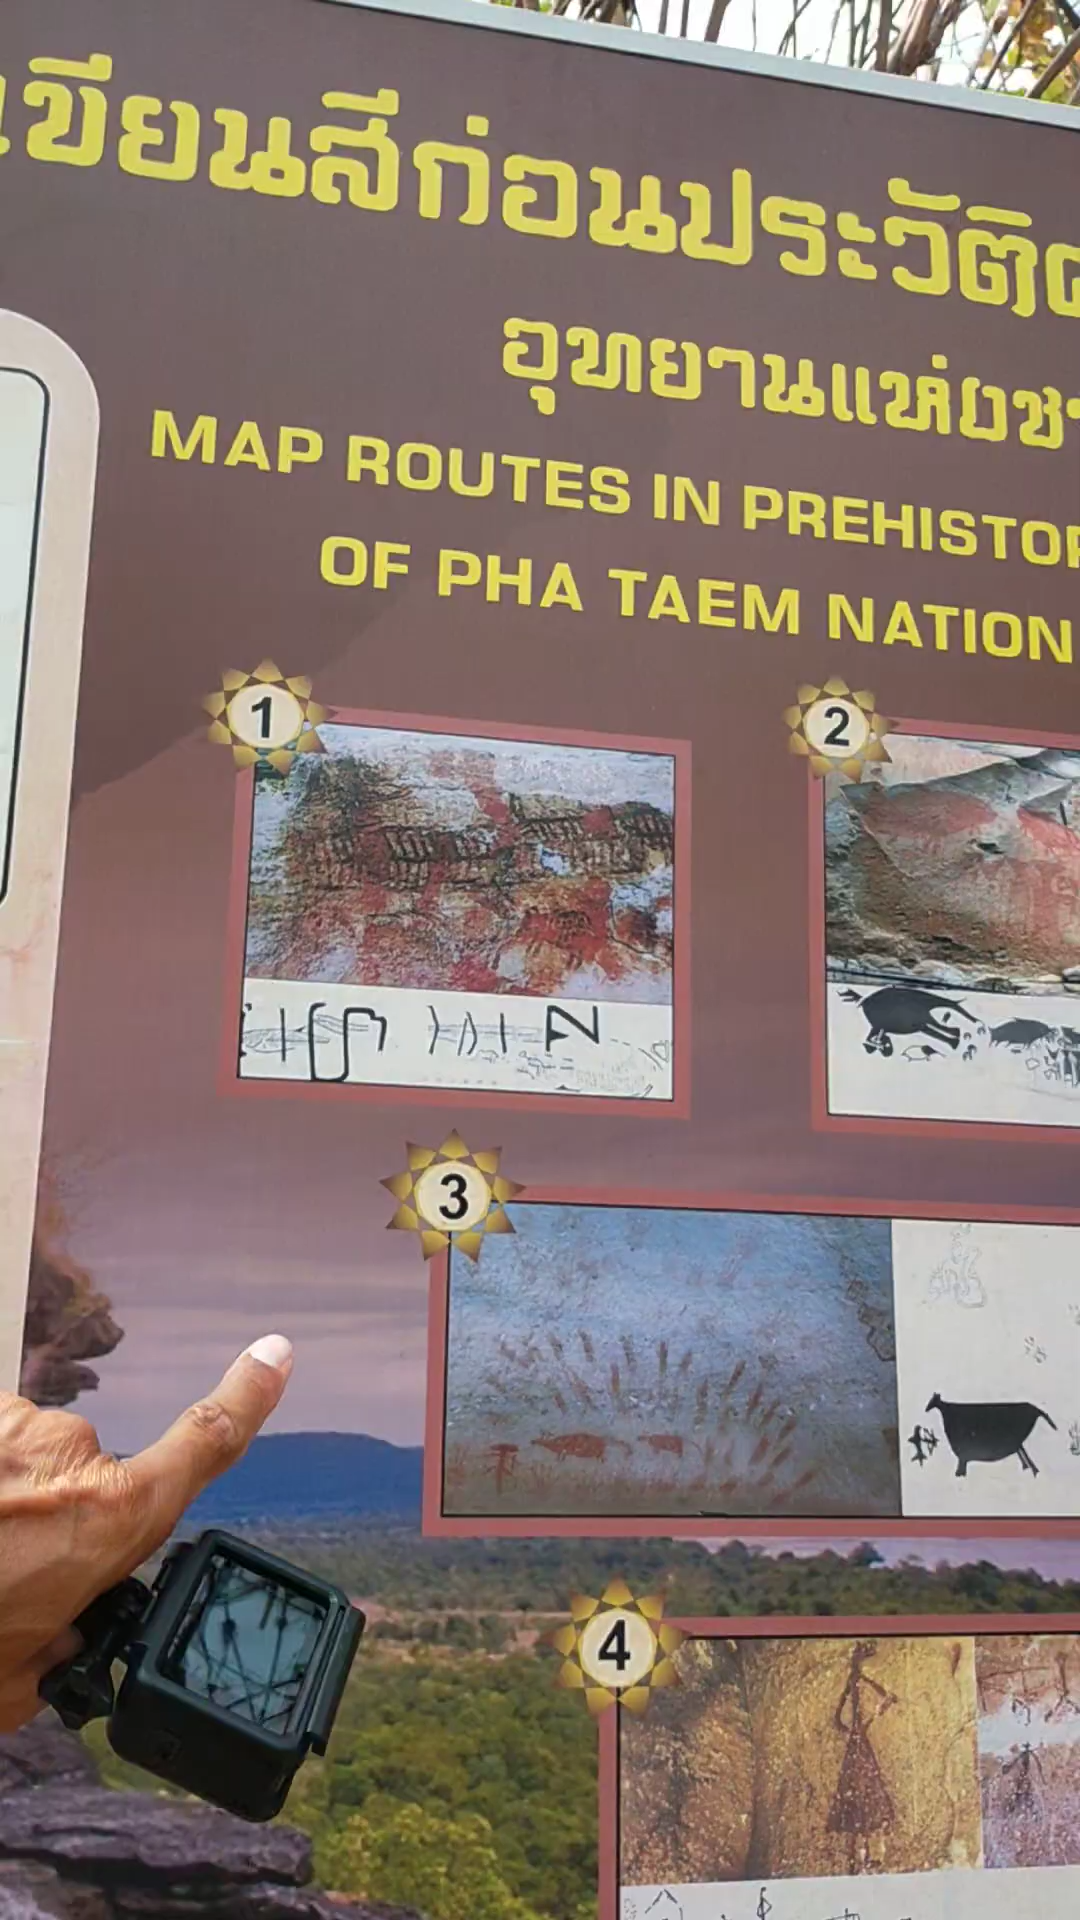 เขียนสีก่อนประวัติ
อุทยานแห่งชา
MAP ROUTES IN PREHISTOR
OF PHA TAEM NATION
1
2
3
4